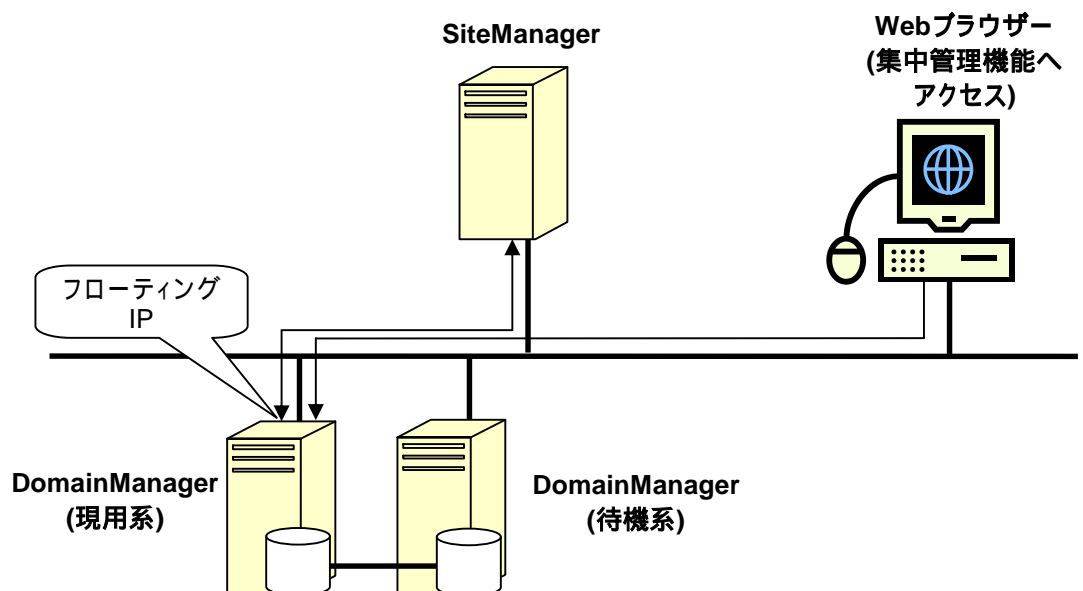 SiteManager
Webブラウザー
(集中管理機能へ
アクセス)
フローティング
IP
DomainManager
(現用系)
DomainManager
(待機系)